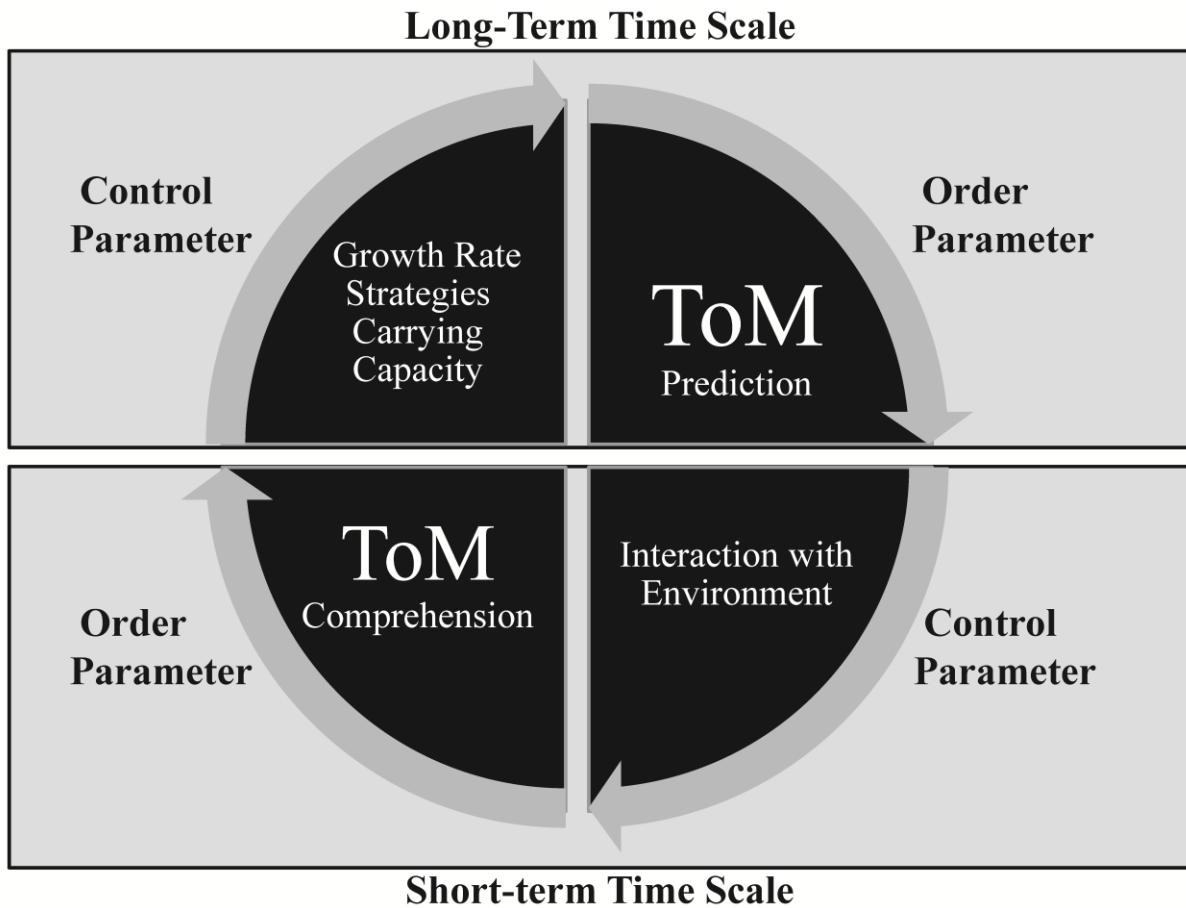 Long-Term Time Scale
Control
Parameter
Growth Rate
Strategies
Carrying
Capacity
ToM
Prediction
Order
Parameter
Order
Parameter
ToM
Comprehension
Interaction with
Environment
Control
Parameter
Short-term Time Scale